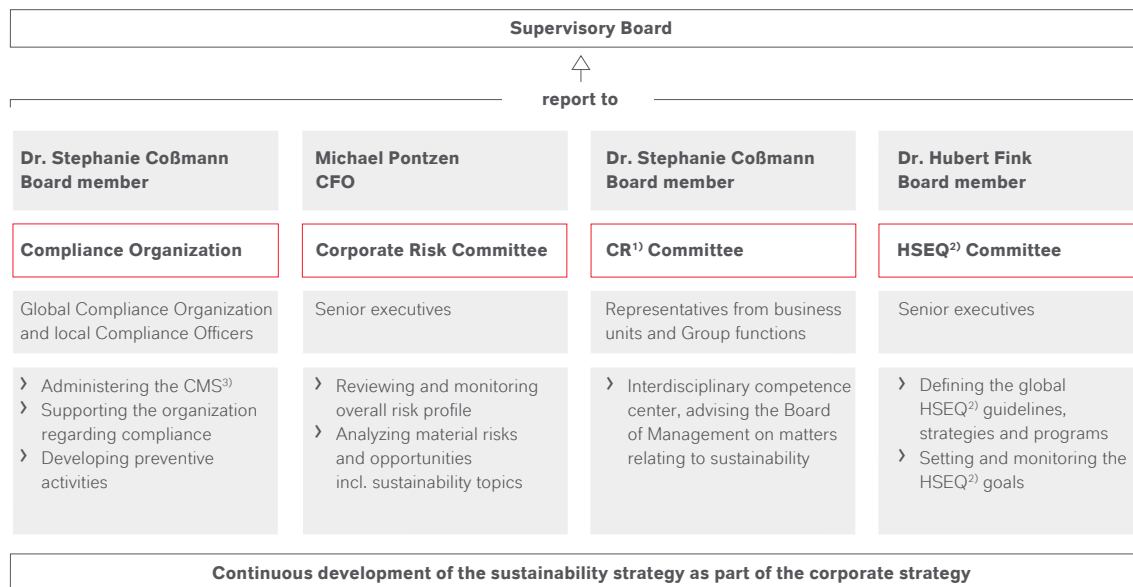 Supervisory Board
report to
Dr. Stephanie Coßmann
Board member
Michael Pontzen
CFO
Dr. Stephanie Coßmann
Board member
Dr. Hubert Fink
Board member
Compliance Organization
Corporate Risk Committee
CR¹⁾ Committee
HSEQ²⁾ Committee
Global Compliance Organization
and local Compliance Officers
Senior executives
Representatives from business
units and Group functions
Senior executives
› Administering the CMS³⁾
› Supporting the organization
regarding compliance
› Developing preventive
activities
› Reviewing and monitoring
overall risk profile
› Analyzing material risks
and opportunities
incl. sustainability topics
› Interdisciplinary competence
center, advising the Board
of Management on matters
relating to sustainability
› Defining the global
HSEQ²⁾ guidelines,
strategies and programs
› Setting and monitoring the
HSEQ²⁾ goals
Continuous development of the sustainability strategy as part of the corporate strategy